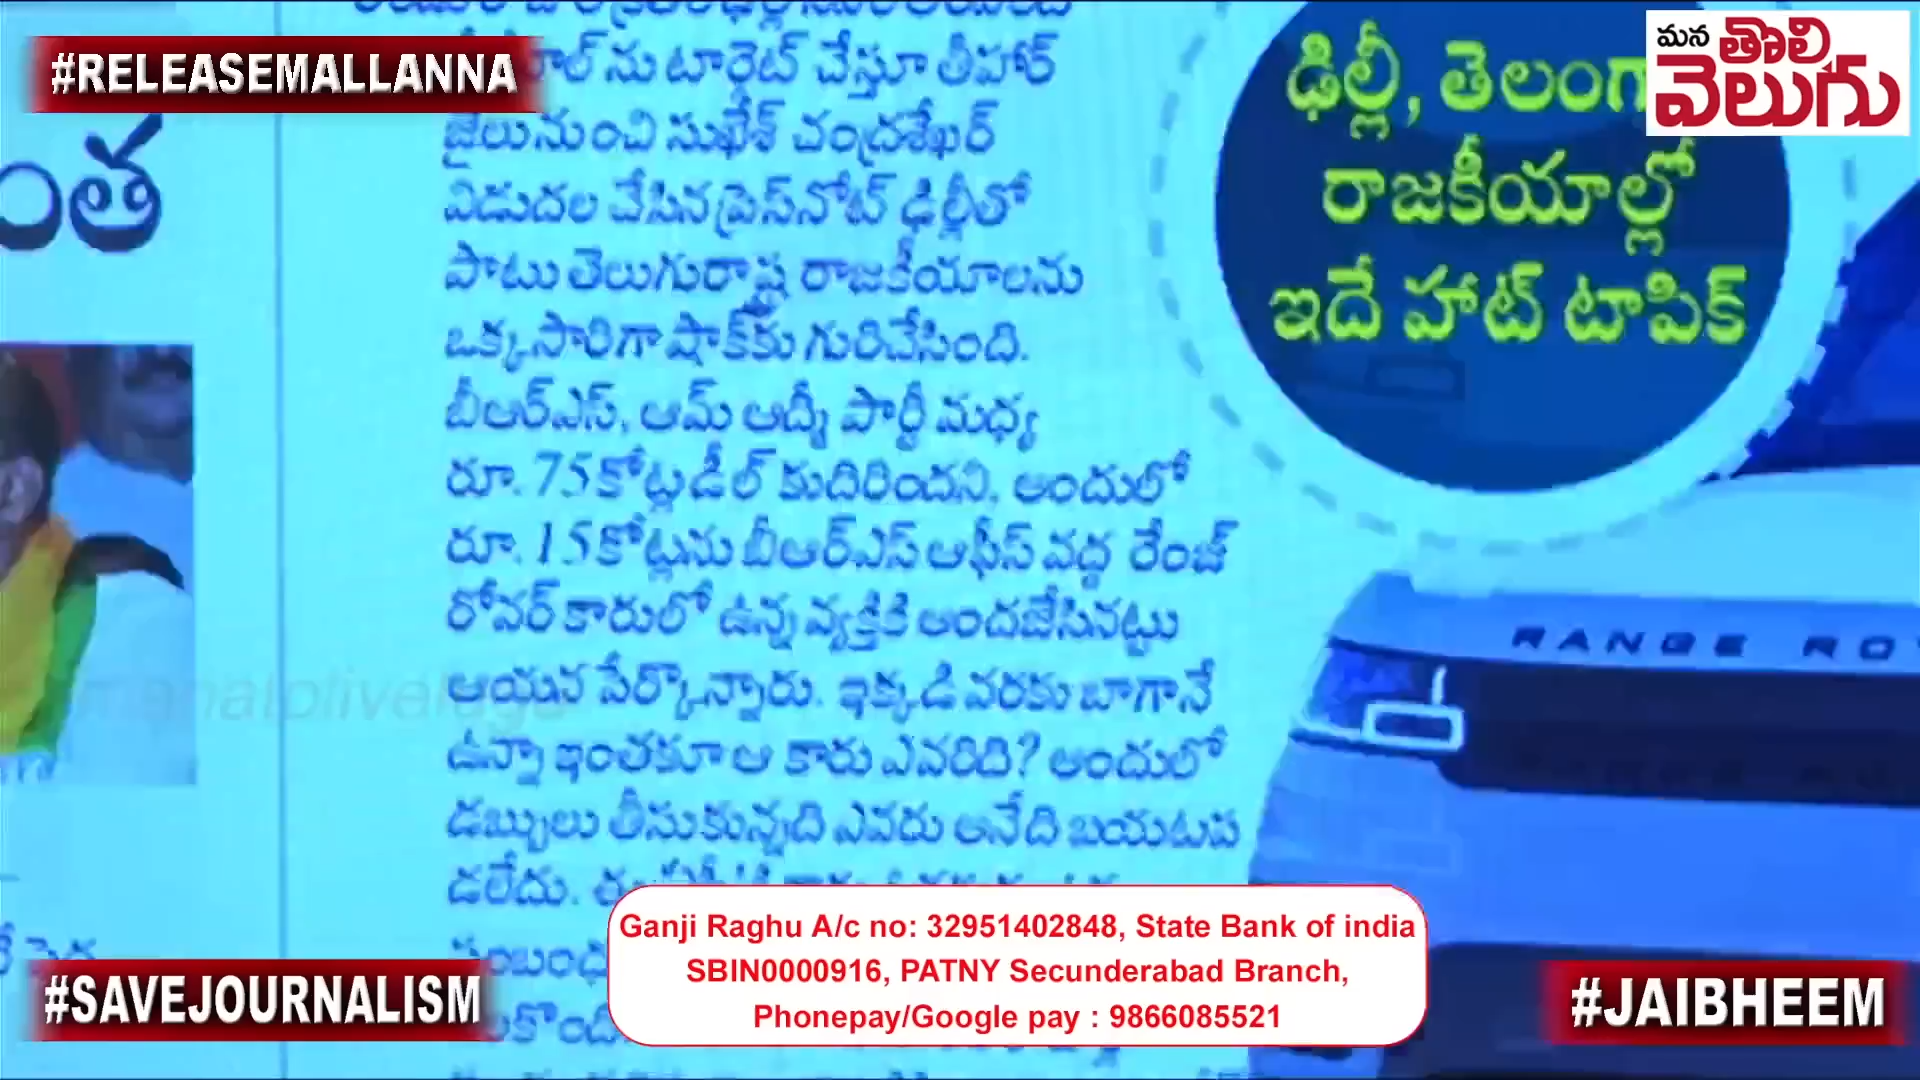 #RELEASEMALLANNA
మన తొలి
వెలుగు
ను టార్గెట్ చేస్తూ తీహార్
జైలునుంచి సుఖేశ్ చంద్రశేఖర్
విడుదల చేసిన ప్రెస్‌నోట్ ఢిల్లీతో
పాటు తెలుగురాష్ట్ర రాజకీయాలను
ఒక్కసారిగా షాక్‌కు గురిచేసింది.
బీఆర్ఎస్, ఆమ్ ఆద్మీ పార్టీ మధ్య
రూ. 75కోట్ల డీల్ కుదిరిందని, అందులో
రూ. 15కోట్లను బీఆర్ఎస్ ఆఫీస్ వద్ద రేంజ్
రోవర్ కారులో ఉన్న వ్యక్తికి అందజేసినట్టు
ఆయన పేర్కొన్నారు. ఇక్కడి వరకు బాగానే
ఉన్నా ఇంతకూ ఆ కారు ఎవరిది? అందులో
డబ్బులు తీసుకున్నది ఎవరు అనేది బయటప
డలేదు.
ంత
ఢిల్లీ, తెలంగా
రాజకీయాల్లో
ఇదే హాట్ టాపిక్
RANGE RO
manatolivelugu
#SAVEJOURNALISM
Ganji Raghu A/c no: 32951402848, State Bank of india
SBIN0000916, PATNY Secunderabad Branch,
Phonepay/Google pay : 9866085521
#JAIBHEEM